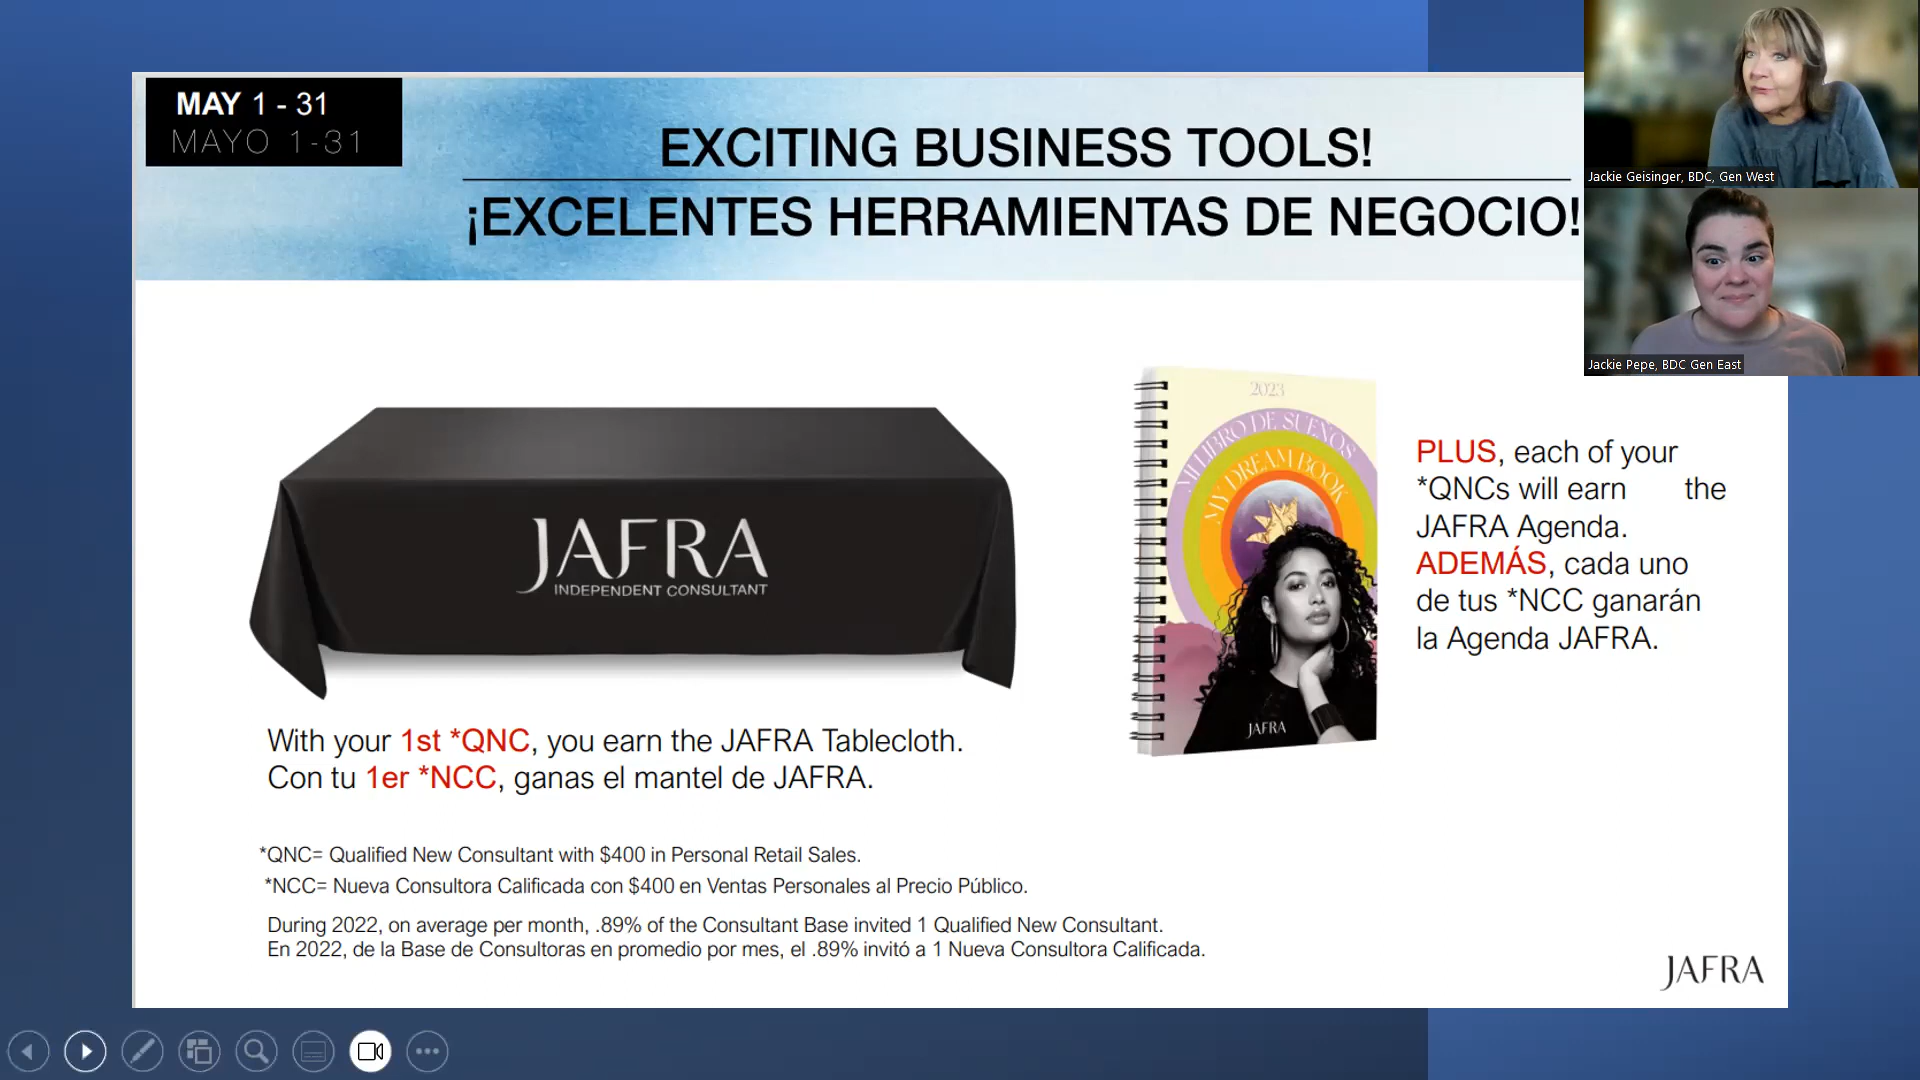 MAY 1 - 31
MAYO 1-31
EXCITING BUSINESS TOOLS!
¡EXCELENTES HERRAMIENTAS DE NEGOCIO!
Jackie Geisinger, BDC, Gen West
Jackie Pepe, BDC Gen East
JAFRA
INDEPENDENT CONSULTANT
2023
MI LIBRO DE SUEÑOS
MY DREAM BOOK
JAFRA
PLUS, each of your
*QNCs will earn the
JAFRA Agenda.
ADEMÁS, cada uno
de tus *NCC ganarán
la Agenda JAFRA.
With your 1st *QNC, you earn the JAFRA Tablecloth.
Con tu 1er *NCC, ganas el mantel de JAFRA.
*QNC= Qualified New Consultant with $400 in Personal Retail Sales.
*NCC= Nueva Consultora Calificada con $400 en Ventas Personales al Precio Público.
During 2022, on average per month, .89% of the Consultant Base invited 1 Qualified New Consultant.
En 2022, de la Base de Consultoras en promedio por mes, el .89% invitó a 1 Nueva Consultora Calificada.
JAFRA